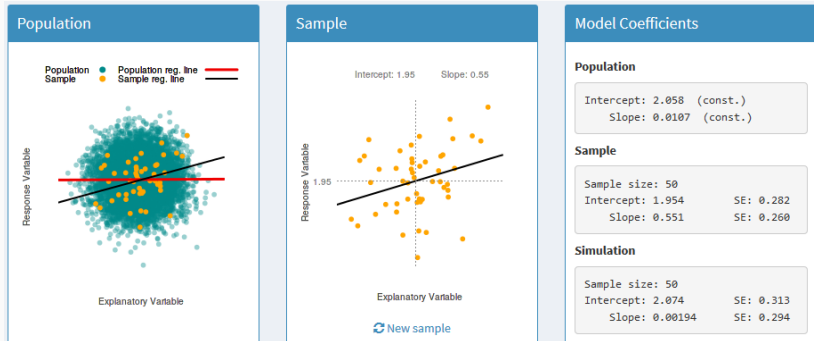 Population
Population Population reg. line
Sample Sample reg. line
Response Variable
Explanatory Variable
Sample
Intercept: 1.95 Slope: 0.55
Response Variable
1.95
Explanatory Variable
New sample
Model Coefficients
Population
Intercept: 2.058 (const.)
Slope: 0.0107 (const.)
Sample
Sample size: 50
Intercept: 1.954 SE: 0.282
Slope: 0.551 SE: 0.260
Simulation
Sample size: 50
Intercept: 2.074 SE: 0.313
Slope: 0.00194 SE: 0.294